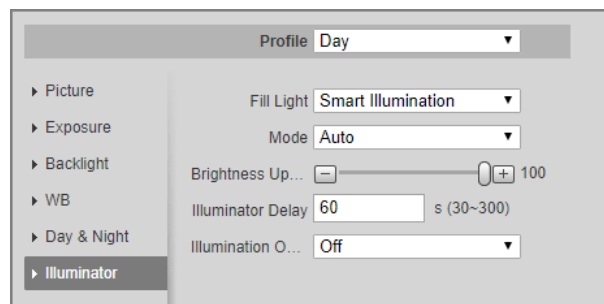 Profile Day
Picture
Exposure
Backlight
WB
Day & Night
Illuminator
Fill Light Smart Illumination
Mode Auto
Brightness Up... 100
Illuminator Delay 60 s (30~300)
Illumination O... Off